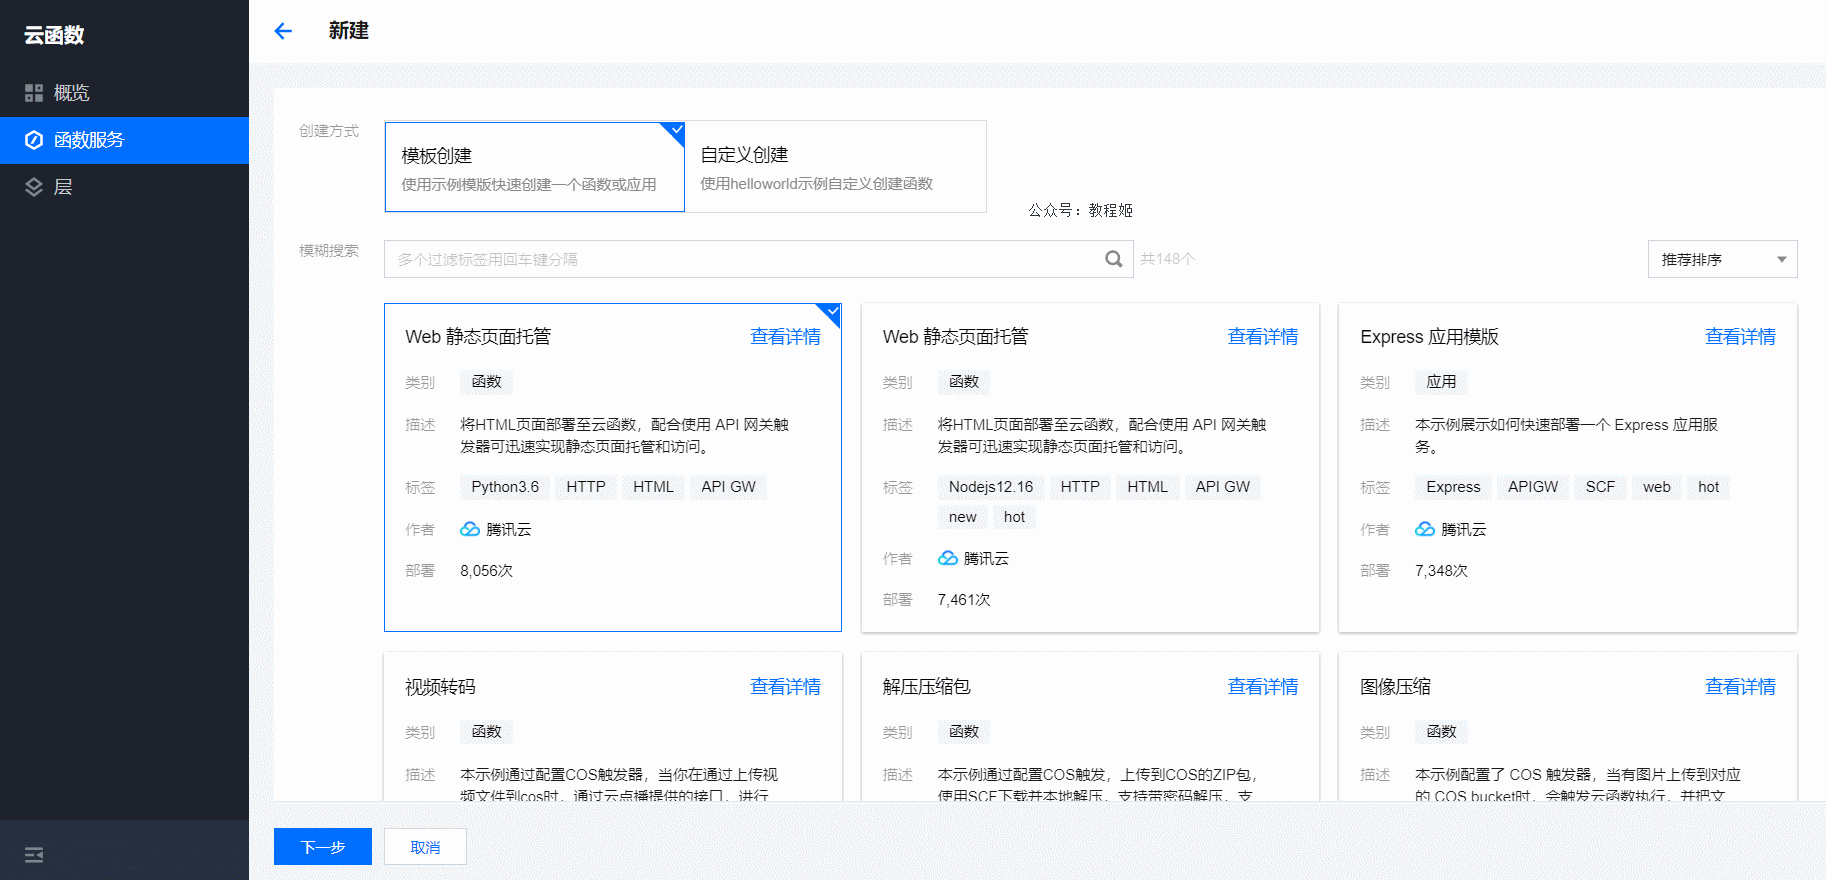 云函数
概览
函数服务
层
新建
创建方式
模板创建
使用示例模版快速创建一个函数或应用
自定义创建
使用helloworld示例自定义创建函数
公众号：教程姬
模糊搜索
多个过滤标签用回车键分隔
共148个
推荐排序
Web 静态页面托管
查看详情
类别
函数
描述
将HTML页面部署至云函数，配合使用 API 网关触
发器可迅速实现静态页面托管和访问。
标签
Python3.6 HTTP HTML API GW
作者
腾讯云
部署
8,056次
Web 静态页面托管
查看详情
类别
函数
描述
将HTML页面部署至云函数，配合使用 API 网关触
发器可迅速实现静态页面托管和访问。
标签
Nodejs12.16 HTTP HTML API GW
new hot
作者
腾讯云
部署
7,461次
Express 应用模版
查看详情
类别
应用
描述
本示例展示如何快速部署一个 Express 应用服
务。
标签
Express APIGW SCF web hot
作者
腾讯云
部署
7,348次
视频转码
查看详情
类别
函数
描述
本示例通过配置COS触发器，当你在通过上传视
频文件到cos时，通过云点播提供的接口，进行
解压压缩包
查看详情
类别
函数
描述
本示例通过配置COS触发，上传到COS的ZIP包，
使用SCF下载并本地解压，支持带密码解压，支
图像压缩
查看详情
类别
函数
描述
本示例配置了 COS 触发器，当有图片上传到对应
的 COS bucket时，会触发云函数执行，并把文
下一步
取消